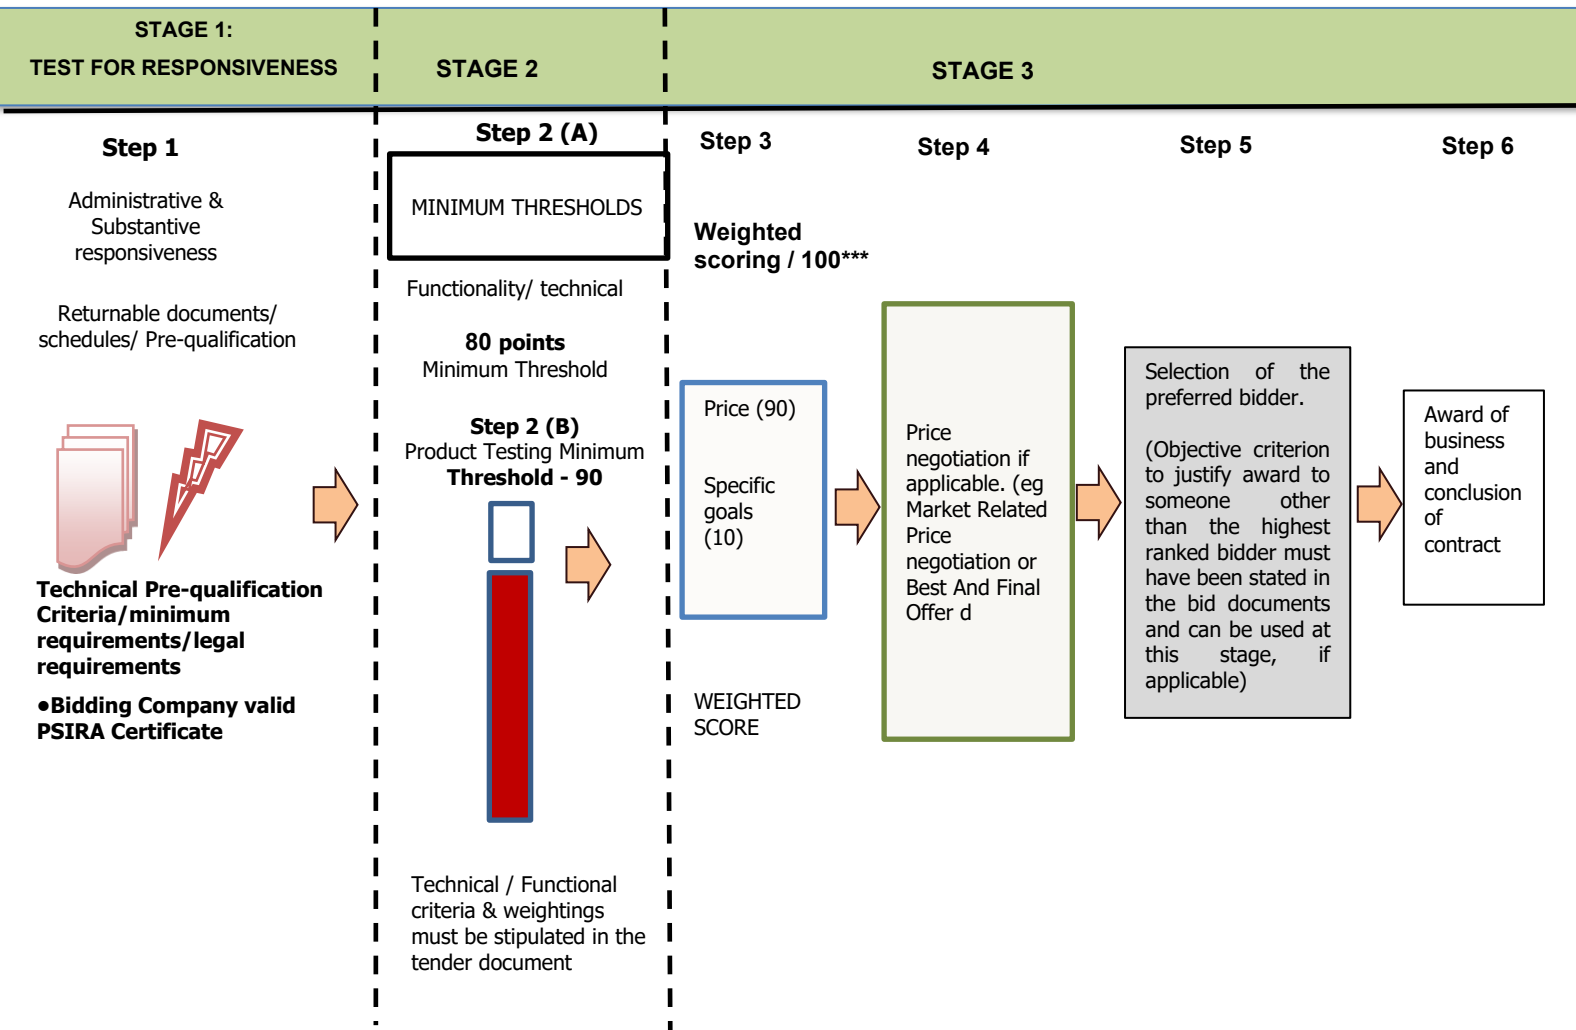 STAGE 1:
TEST FOR RESPONSIVENESS
STAGE 2
STAGE 3
Step 1
Administrative &
Substantive
responsiveness
Returnable documents/
schedules/ Pre-qualification
Technical Pre-qualification
Criteria/minimum
requirements/legal
requirements
●Bidding Company valid
PSIRA Certificate
Step 2 (A)
MINIMUM THRESHOLDS
Functionality/ technical
80 points
Minimum Threshold
Step 2 (B)
Product Testing Minimum
Threshold - 90
Technical / Functional
criteria & weightings
must be stipulated in the
tender document
Step 3
Weighted
scoring / 100***
Price (90)
Specific
goals
(10)
WEIGHTED
SCORE
Step 4
Price
negotiation if
applicable. (eg
Market Related
Price
negotiation or
Best And Final
Offer d
Step 5
Selection of the
preferred bidder.
(Objective criterion
to justify award to
someone other
than the highest
ranked bidder must
have been stated in
the bid documents
and can be used at
this stage, if
applicable)
Step 6
Award of
business
and
conclusion
of
contract